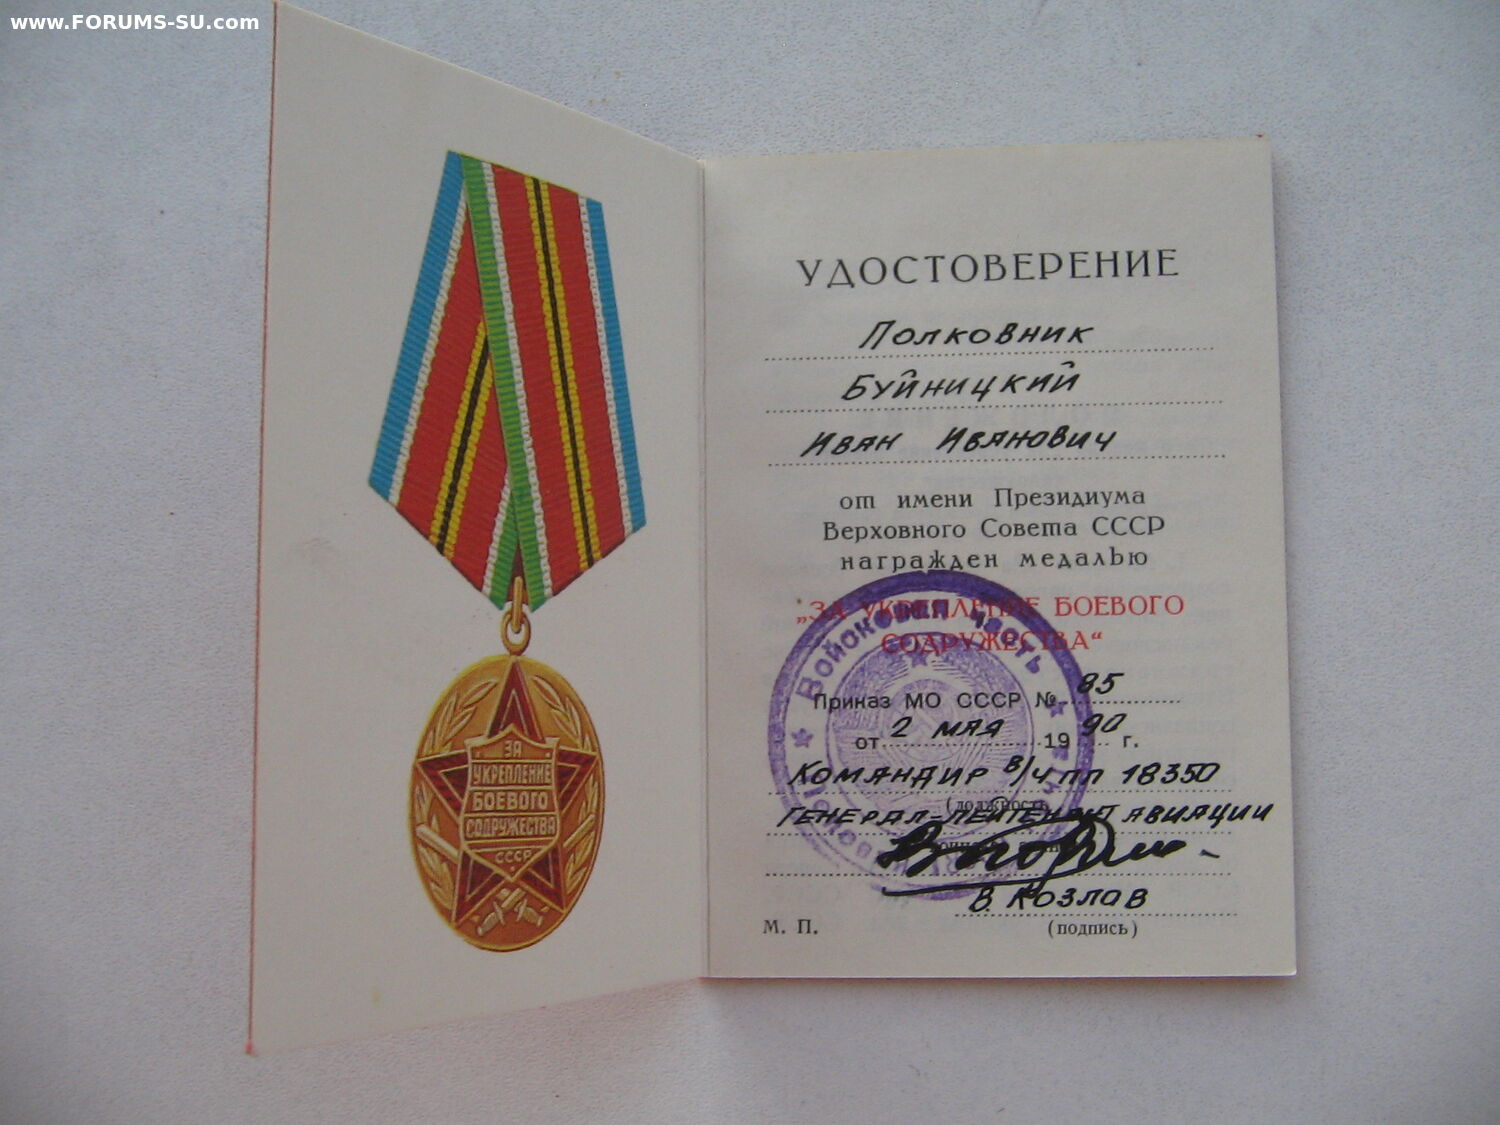 www.FORUMS-SU.com
ЗА
УКРЕПЛЕНИЕ
БОЕВОГО
СОДРУЖЕСТВА
СССР
УДОСТОВЕРЕНИЕ
Полковник
Буйницкий
Иван Иванович
от имени Президиума
Верховного Совета СССР
награжден медалью
„ЗА УКРЕПЛЕНИЕ БОЕВОГО
СОДРУЖЕСТВА“
Войсковая часть
Приказ МО СССР № 85
от 2 мая 1990 г.
Командир в/ч пп 18350
(должность
Генерал-лейтенант авиации
В. Козлов
М. П.
(подпись)